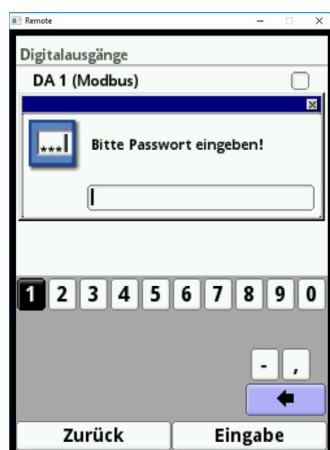 Remote
Digitalausgänge
DA 1 (Modbus)
***
Bitte Passwort eingeben!
1 2 3 4 5 6 7 8 9 0
- ,
Zurück Eingabe